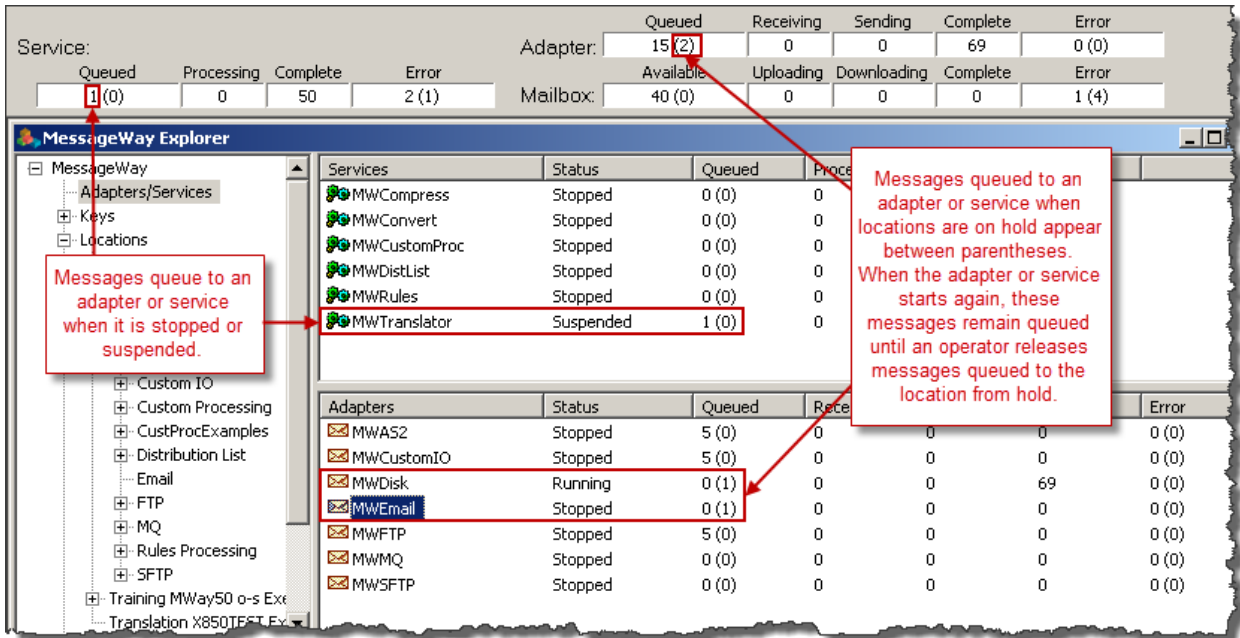 Queued Receiving Sending Complete Error
Service: Adapter: 15 (2) 0 0 69 0 (0)
Queued Processing Complete Error Available Uploading Downloading Complete Error
1 (0) 0 50 2 (1) Mailbox: 40 (0) 0 0 0 1 (4)
MessageWay Explorer
MessageWay
Adapters/Services
Keys
Locations
Messages queue to an
adapter or service
when it is stopped or
suspended.
Custom IO
Custom Processing
CustProcExamples
Distribution List
Email
FTP
MQ
Rules Processing
SFTP
Training MWay50 o-s Exe
Translation X850TEST Ex
Services Status Queued Proce
MWCompress Stopped 0 (0) 0
MWConvert Stopped 0 (0) 0
MWCustomProc Stopped 0 (0) 0
MWDistList Stopped 0 (0) 0
MWRules Stopped 0 (0) 0
MWTranslator Suspended 1 (0) 0
Messages queued to an
adapter or service when
locations are on hold appear
between parentheses.
When the adapter or service
starts again, these
messages remain queued
until an operator releases
messages queued to the
location from hold.
Adapters Status Queued Rece Error
MWAS2 Stopped 5 (0) 0 0 0 0 (0)
MWCustomIO Stopped 5 (0) 0 0 0 0 (0)
MWDisk Running 0 (1) 0 0 69 0 (0)
MWEmail Stopped 0 (1) 0 0 0 0 (0)
MWFTP Stopped 5 (0) 0 0 0 0 (0)
MWMQ Stopped 0 (0) 0 0 0 0 (0)
MWSFTP Stopped 0 (0) 0 0 0 0 (0)